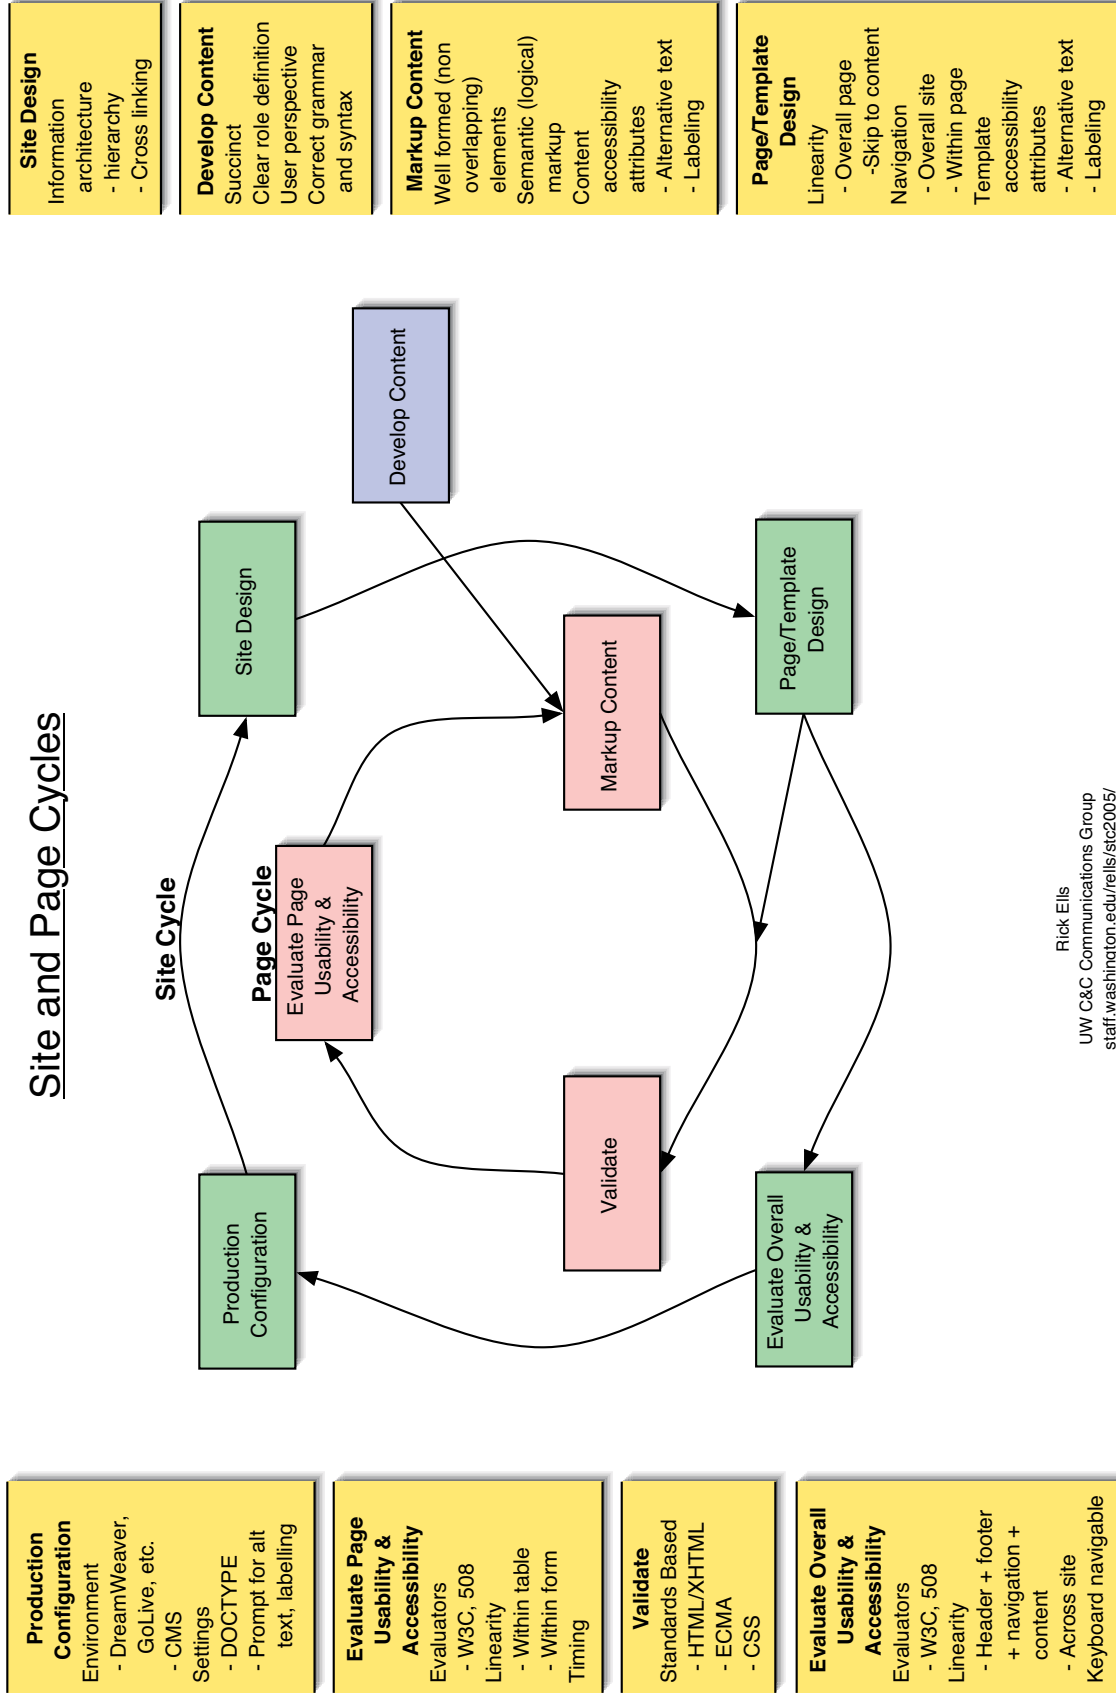 Site and Page Cycles
Production
Configuration
Environment
- DreamWeaver,
GoLive, etc.
- CMS
Settings
- DOCTYPE
- Prompt for alt
text, labelling
Evaluate Page
Usability &
Accessibility
Evaluators
- W3C, 508
Linearity
- Within table
- Within form
Timing
Validate
Standards Based
- HTML/XHTML
- ECMA
- CSS
Evaluate Overall
Usability &
Accessibility
Evaluators
- W3C, 508
Linearity
- Header + footer
+ navigation +
content
- Across site
Keyboard navigable
Site Cycle
Production
Configuration
Site Design
Page Cycle
Evaluate Page
Usability &
Accessibility
Develop Content
Validate
Markup Content
Evaluate Overall
Usability &
Accessibility
Page/Template
Design
Rick Ells
UW C&C Communications Group
staff.washington.edu/rells/stc2005/
Site Design
Information
architecture
- hierarchy
- Cross linking
Develop Content
Succinct
Clear role definition
User perspective
Correct grammar
and syntax
Markup Content
Well formed (non
overlapping)
elements
Semantic (logical)
markup
Content
accessibility
attributes
- Alternative text
- Labeling
Page/Template
Design
Linearity
- Overall page
-Skip to content
Navigation
- Overall site
- Within page
Template
accessibility
attributes
- Alternative text
- Labeling